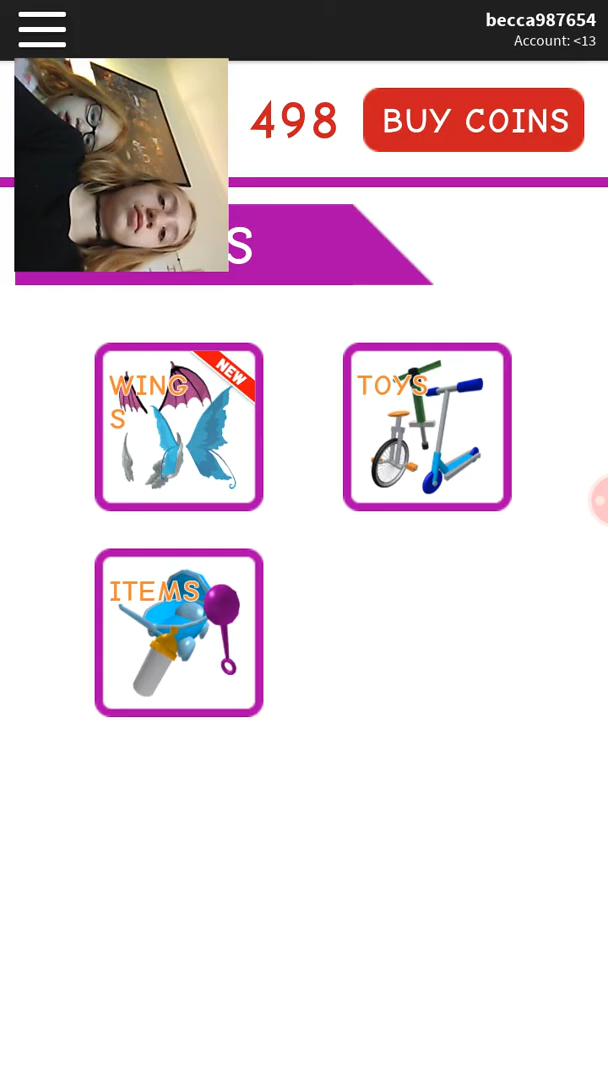 becca987654
Account: <13
498
BUY COINS
S
NEW
WING
S
TOYS
ITEMS